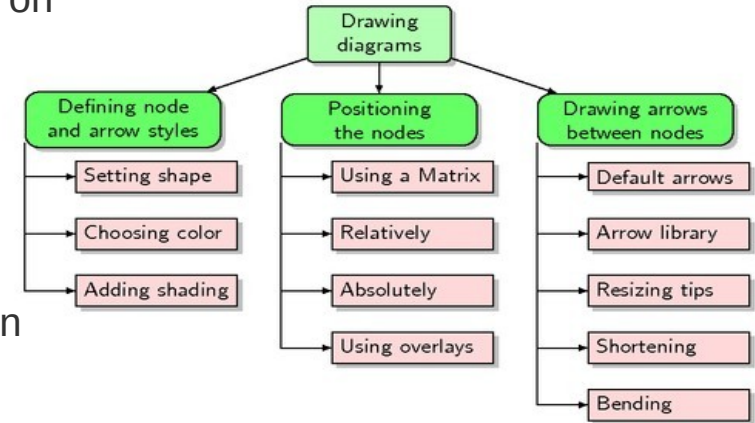 on
Drawing
diagrams
Defining node
and arrow styles
Setting shape
Choosing color
Adding shading
Positioning
the nodes
Using a Matrix
Relatively
Absolutely
Using overlays
Drawing arrows
between nodes
Default arrows
Arrow library
Resizing tips
Shortening
Bending
n